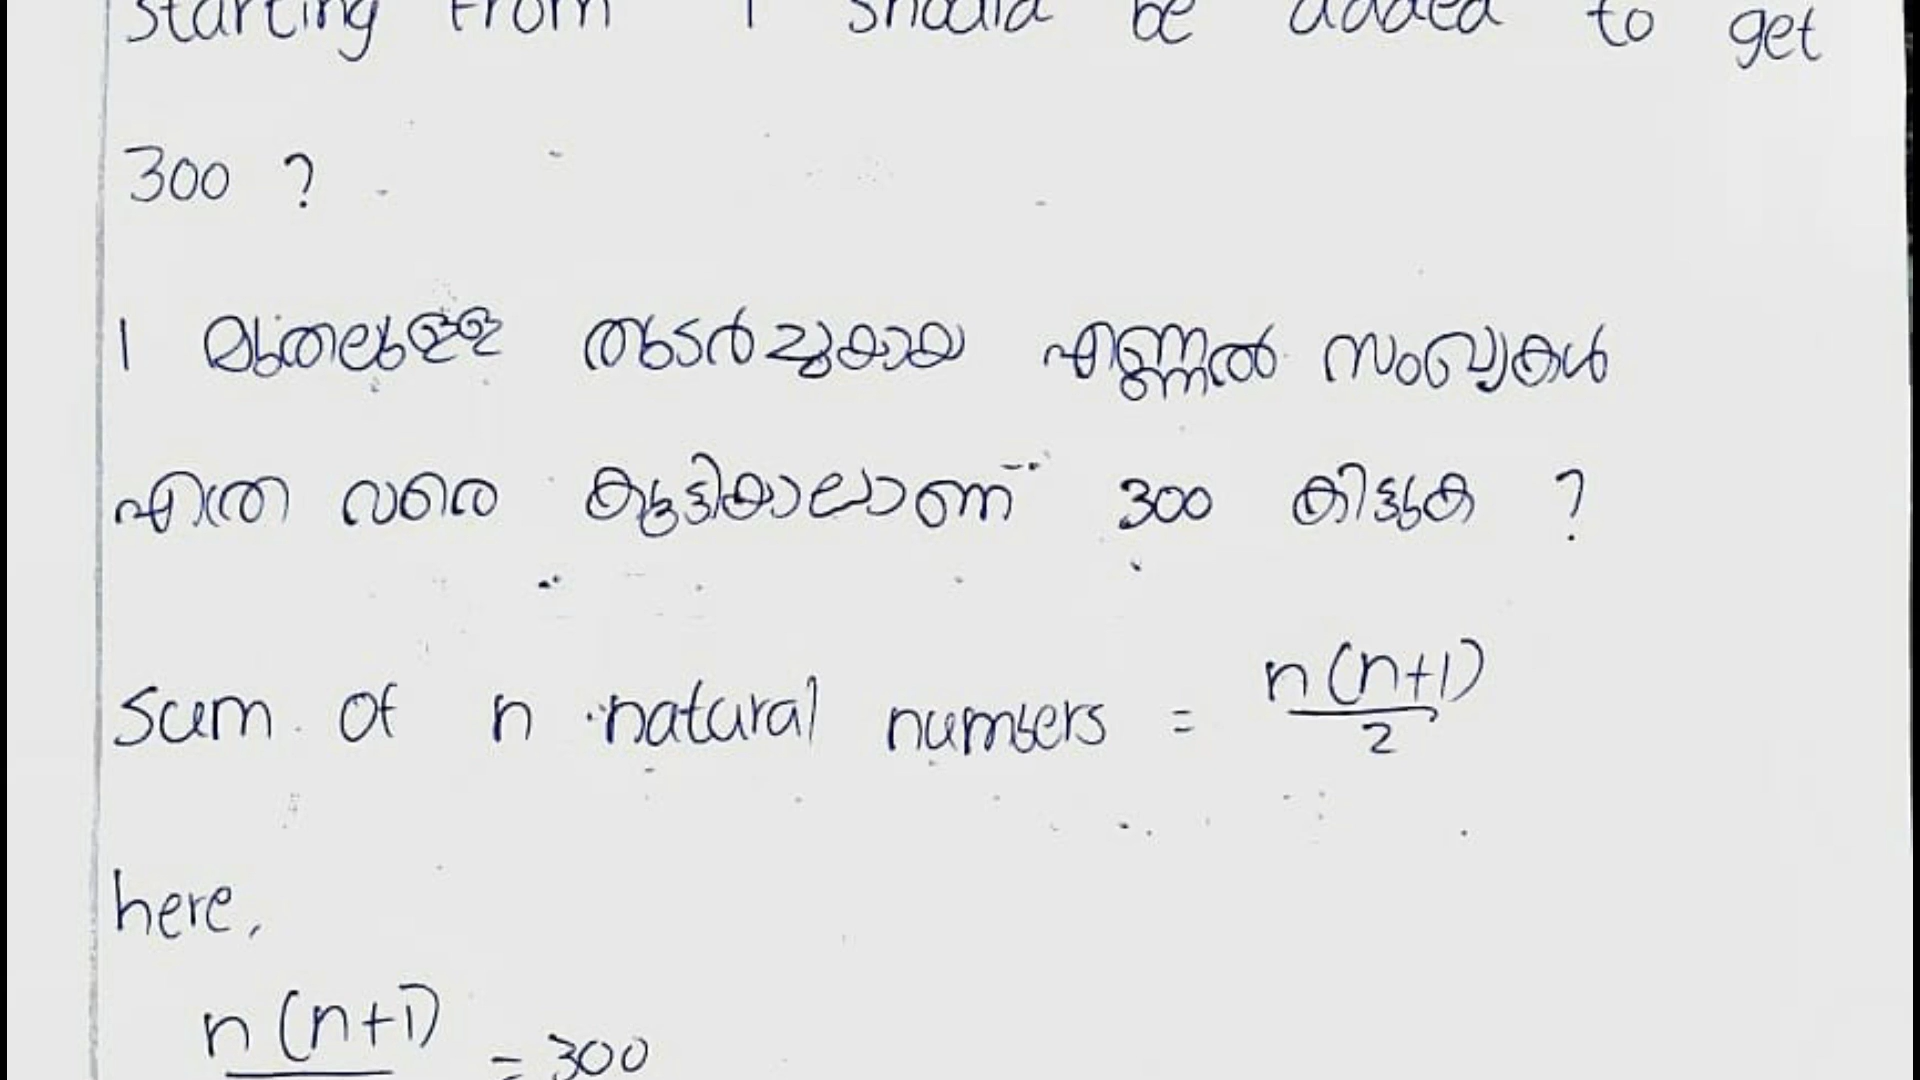 starting from 1 should be added to get
300 ?
1 മുതലുള്ള തുടർച്ചയായ എണ്ണൽ സംഖ്യകൾ
എത്ര വരെ കൂട്ടിയാലാണ് 300 കിട്ടുക ?
Sum of n natural numbers = n(n+1)/2
here,
n(n+1) = 300